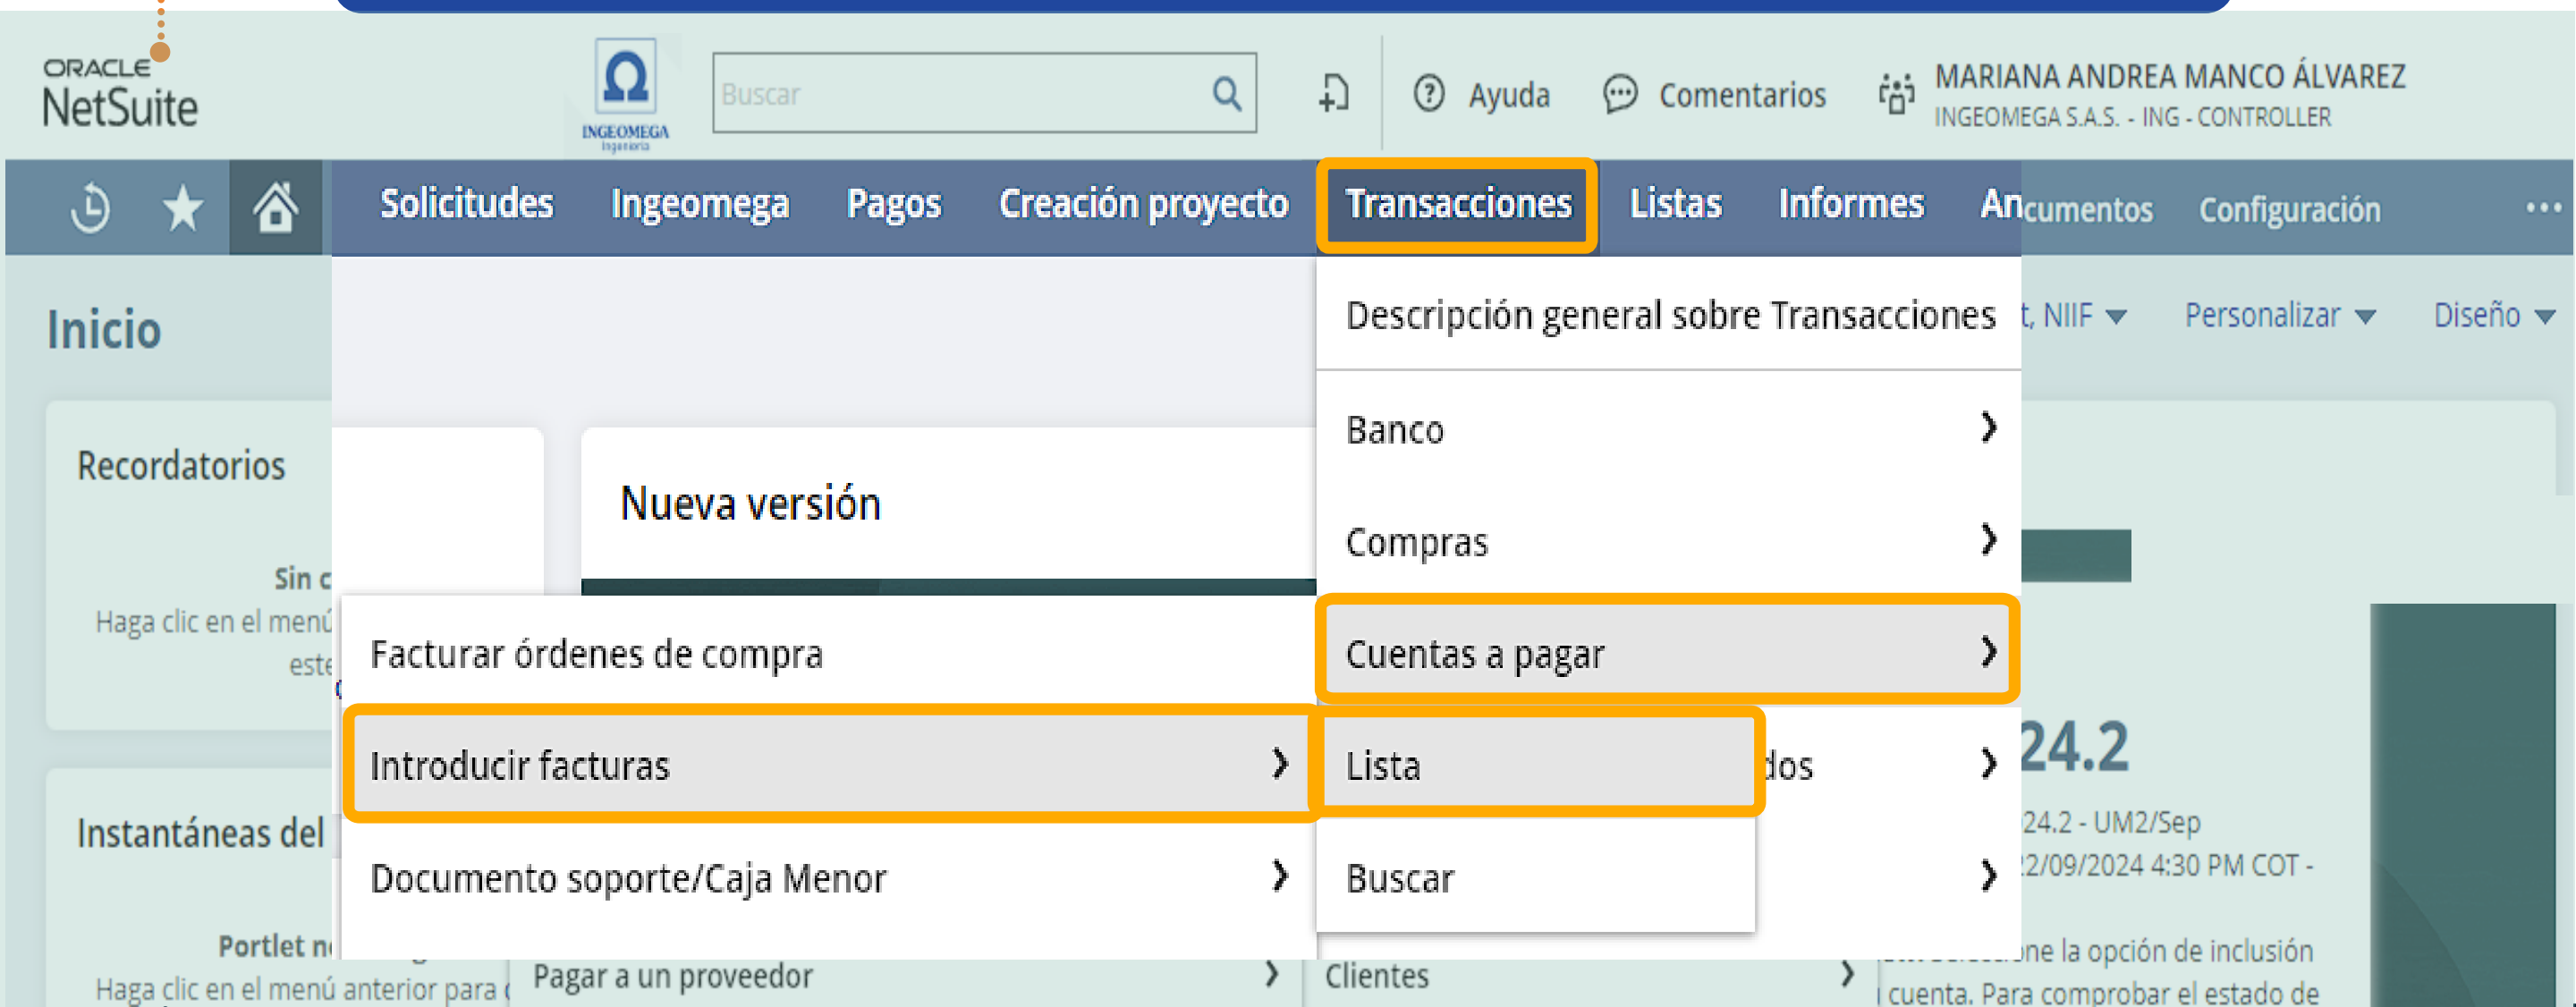 ORACLE
NetSuite
INGEOMEGA
Ingeniería
Buscar
Ayuda
Comentarios
MARIANA ANDREA MANCO ÁLVAREZ
INGEOMEGA S.A.S. - ING - CONTROLLER
Solicitudes
Ingeomega
Pagos
Creación proyecto
Transacciones
Listas
Informes
An
cumentos
Configuración
Inicio
Descripción general sobre Transacciones
t, NIIF
Personalizar
Diseño
Banco
Recordatorios
Nueva versión
Compras
Sin c
Haga clic en el menú
este
Facturar órdenes de compra
Cuentas a pagar
Introducir facturas
Lista
dos
24.2
Instantáneas del
24.2 - UM2/Sep
22/09/2024 4:30 PM COT -
Documento soporte/Caja Menor
Buscar
Portlet n
one la opción de inclusión
Haga clic en el menú anterior para
Pagar a un proveedor
Clientes
cuenta. Para comprobar el estado de